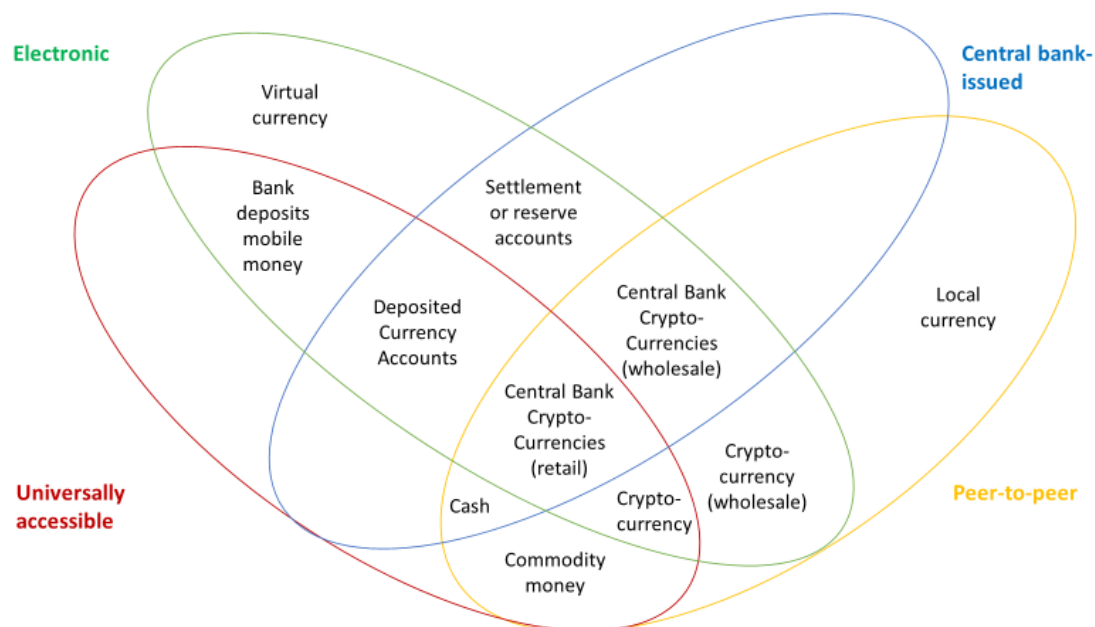 Electronic
Central bank-
issued
Virtual
currency
Bank
deposits
mobile
money
Settlement
or reserve
accounts
Deposited
Currency
Accounts
Central Bank
Crypto-
Currencies
(wholesale)
Local
currency
Central Bank
Crypto-
Currencies
(retail)
Crypto-
currency
(wholesale)
Universally
accessible
Peer-to-peer
Cash
Crypto-
currency
Commodity
money